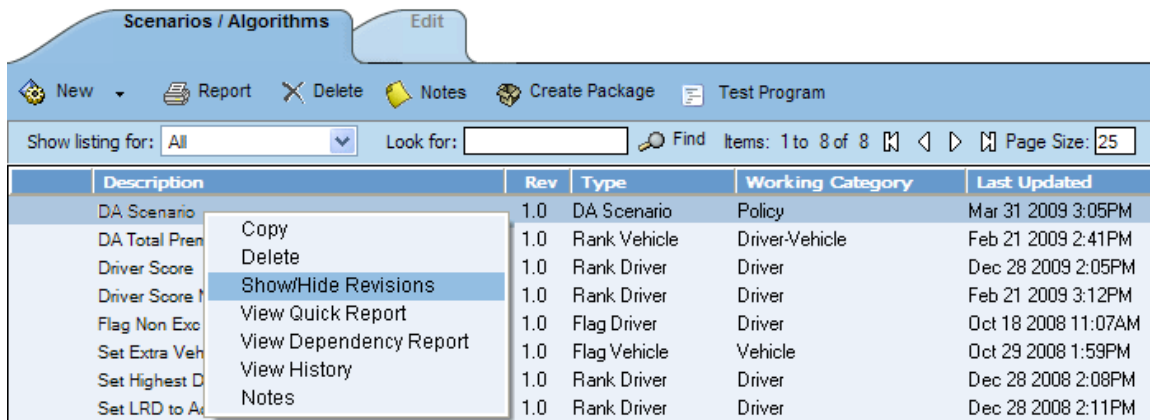 Scenarios / Algorithms Edit
New Report Delete Notes Create Package Test Program
Show listing for: All Look for: Find Items: 1 to 8 of 8 Page Size: 25
Description Rev Type Working Category Last Updated
DA Scenario 1.0 DA Scenario Policy Mar 31 2009 3:05PM
DA Total Prem 1.0 Rank Vehicle Driver-Vehicle Feb 21 2009 2:41PM
Driver Score 1.0 Rank Driver Driver Dec 28 2009 2:05PM
Driver Score 1.0 Rank Driver Driver Feb 21 2009 3:12PM
Flag Non Exc 1.0 Flag Driver Driver Oct 18 2008 11:07AM
Set Extra Veh 1.0 Flag Vehicle Vehicle Oct 29 2008 1:59PM
Set Highest D 1.0 Rank Driver Driver Dec 28 2008 2:08PM
Set LRD to 1.0 Rank Driver Driver Dec 28 2008 2:11PM
Copy
Delete
Show/Hide Revisions
View Quick Report
View Dependency Report
View History
Notes